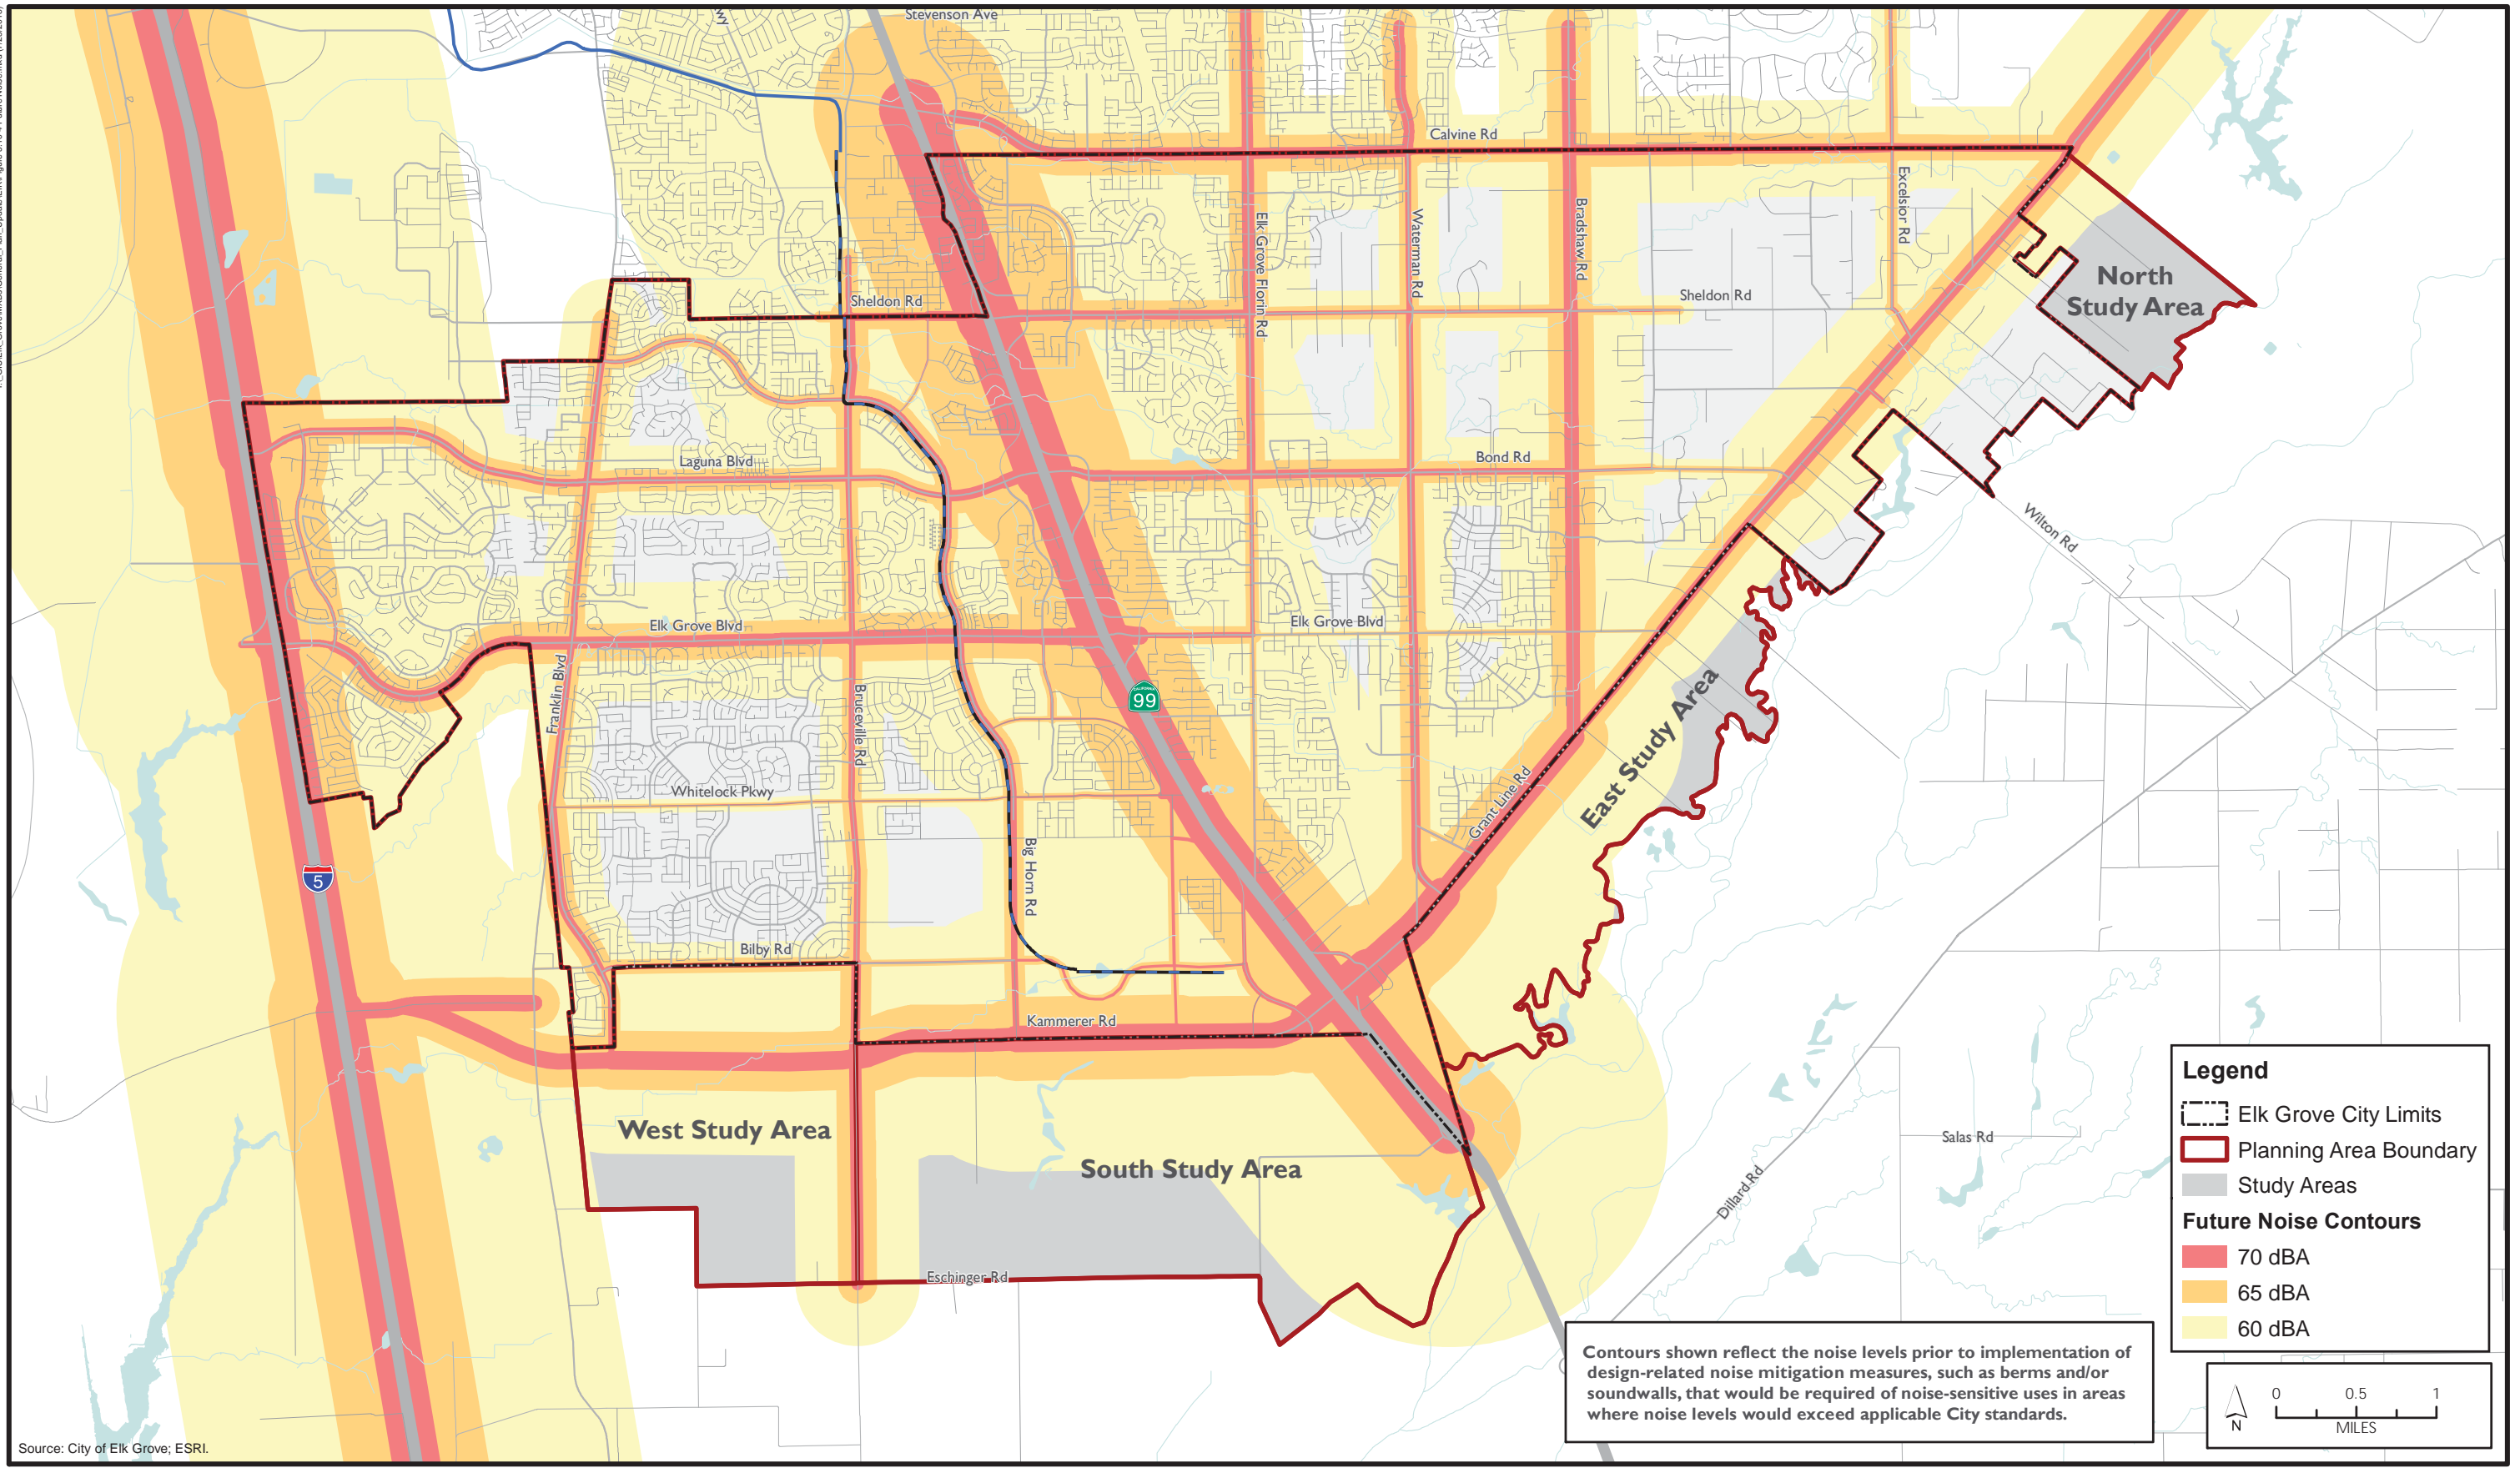 Stevenson Ave
Calvine Rd
Elk Grove Florin Rd
Waterman Rd
Bradshaw Rd
Excelsior Rd
North
Study Area
Sheldon Rd
Sheldon Rd
Laguna Blvd
Bond Rd
Wilton Rd
Elk Grove Blvd
Elk Grove Blvd
Franklin Blvd
Bruceville Rd
CALIFORNIA
99
East Study Area
Grant Line Rd
Whitelock Pkwy
5
Big Horn Rd
Bilby Rd
Kammerer Rd
West Study Area
South Study Area
Eschinger Rd
Salas Rd
Dillard Rd
Legend
Elk Grove City Limits
Planning Area Boundary
Study Areas
Future Noise Contours
70 dBA
65 dBA
60 dBA
Contours shown reflect the noise levels prior to implementation of
design-related noise mitigation measures, such as berms and/or
soundwalls, that would be required of noise-sensitive uses in areas
where noise levels would exceed applicable City standards.
N
0 0.5 1
MILES
Source: City of Elk Grove; ESRI.